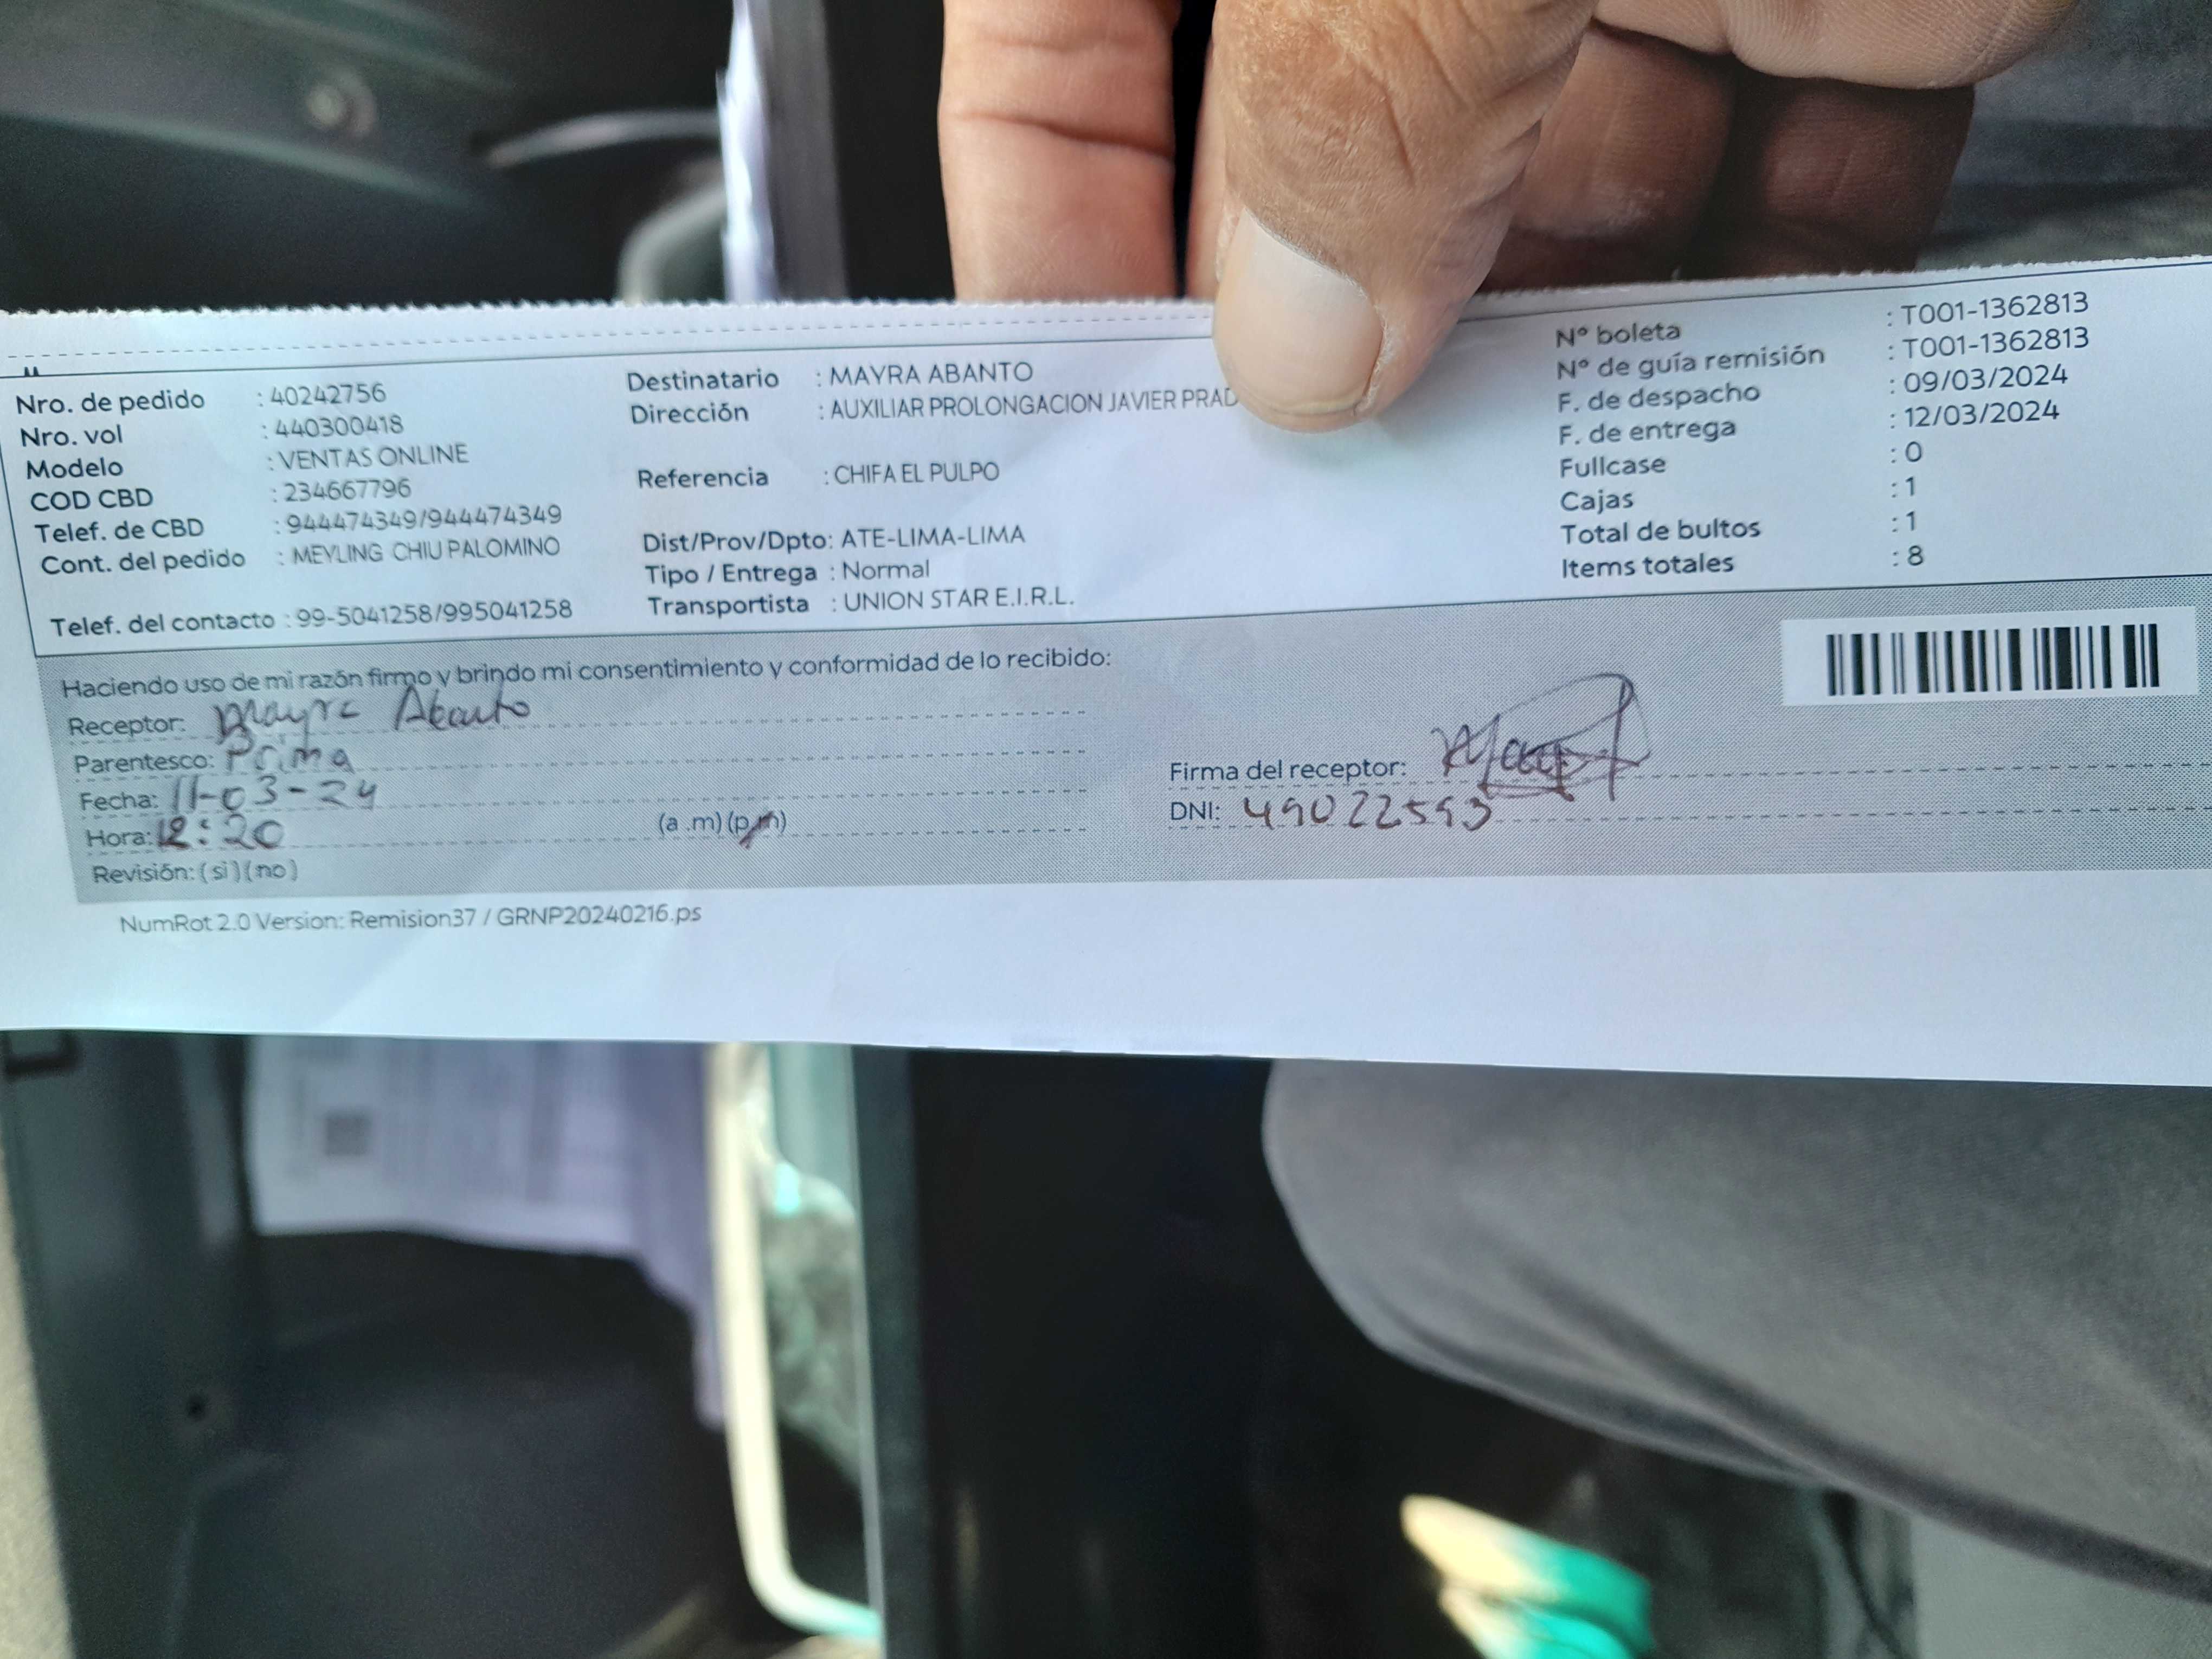 Nro. de pedido : 40242756
Nro. vol : 440300418
Modelo : VENTAS ONLINE
COD CBD : 234667796
Telef. de CBD : 944474349/944474349
Cont. del pedido : MEYLING CHIU PALOMINO
Telef. del contacto : 99-5041258/995041258
Destinatario : MAYRA ABANTO
Dirección : AUXILIAR PROLONGACION JAVIER PRAD
Referencia : CHIFA EL PULPO
Dist/Prov/Dpto: ATE-LIMA-LIMA
Tipo / Entrega : Normal
Transportista : UNION STAR E.I.R.L.
Nº boleta : T001-1362813
Nº de guía remisión : T001-1362813
F. de despacho : 09/03/2024
F. de entrega : 12/03/2024
Fullcase : 0
Cajas : 1
Total de bultos : 1
Items totales : 8
Haciendo uso de mi razón firmo y brindo mi consentimiento y conformidad de lo recibido:
Receptor: Mayra Abanto
Parentesco: Prima
Fecha: 11-03-24
Hora: 12:20 (a .m) (p.m)
Revisión: (si) (no)
Firma del receptor:
DNI: 49022593
NumRot 2.0 Version: Remision37 / GRNP20240216.ps